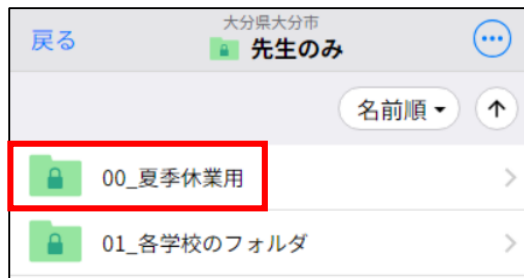 大分県大分市
戻る
先生のみ
名前順
00_夏季休業用
01_各学校のフォルダ